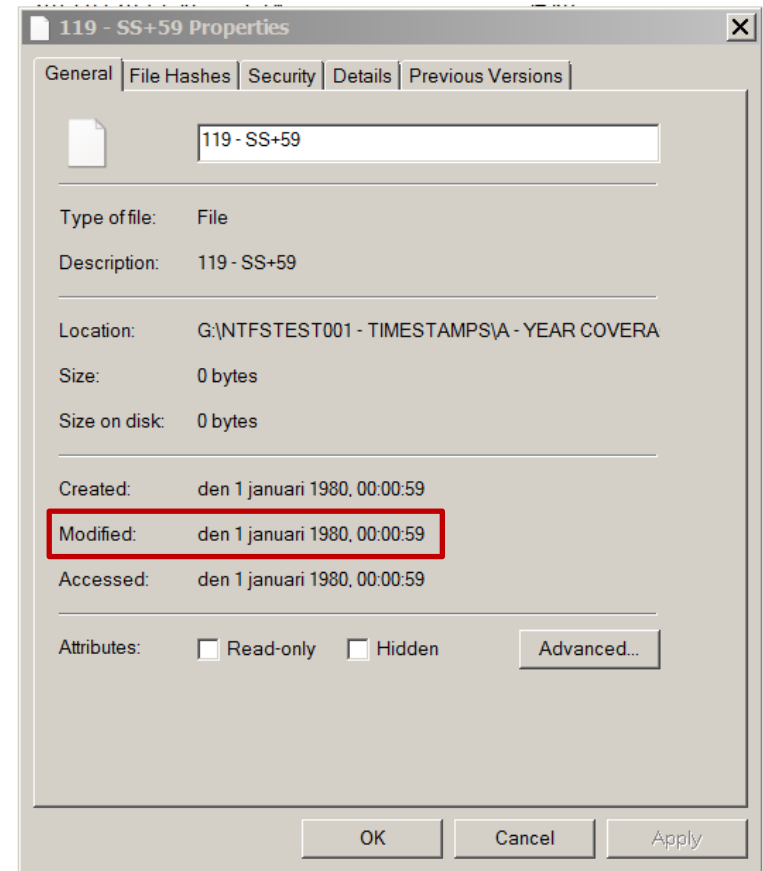 119 - SS+59 Properties
General File Hashes Security Details Previous Versions
119 - SS+59
Type of file: File
Description: 119 - SS+59
Location: G:\NTFSTEST001 - TIMESTAMPS\A - YEAR COVERA
Size: 0 bytes
Size on disk: 0 bytes
Created: den 1 januari 1980, 00:00:59
Modified: den 1 januari 1980, 00:00:59
Accessed: den 1 januari 1980, 00:00:59
Attributes: Read-only Hidden Advanced...
OK Cancel Apply